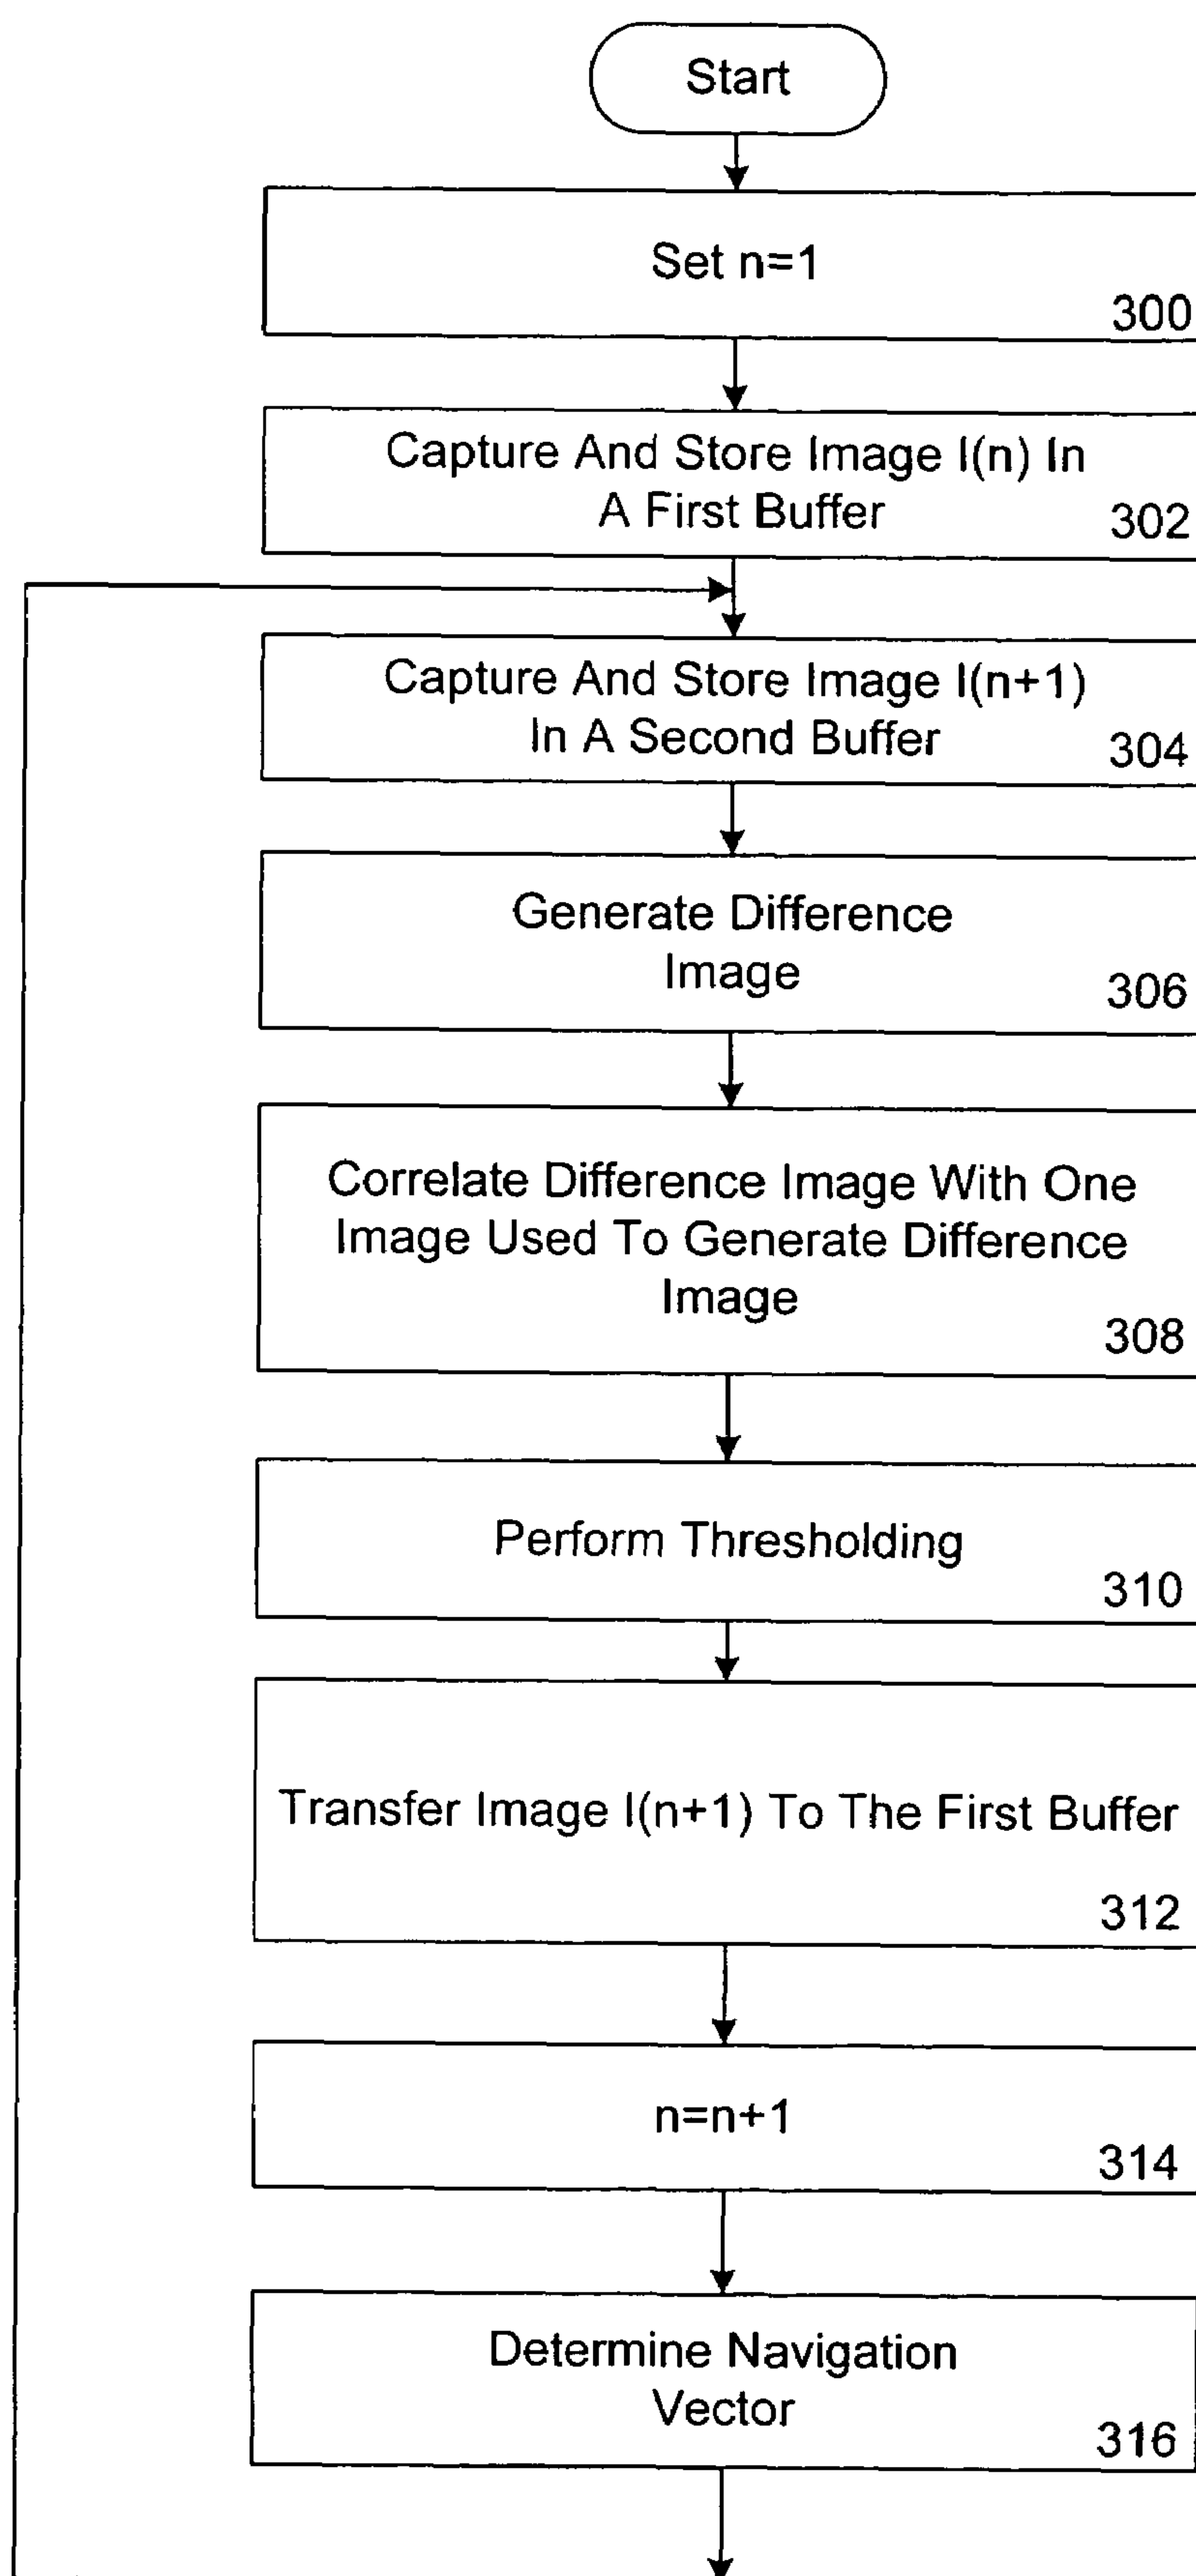 Start
Set n=1
300
Capture And Store Image I(n) In
A First Buffer
302
Capture And Store Image I(n+1)
In A Second Buffer
304
Generate Difference
Image
306
Correlate Difference Image With One
Image Used To Generate Difference
Image
308
Perform Thresholding
310
Transfer Image I(n+1) To The First Buffer
312
n=n+1
314
Determine Navigation
Vector
316